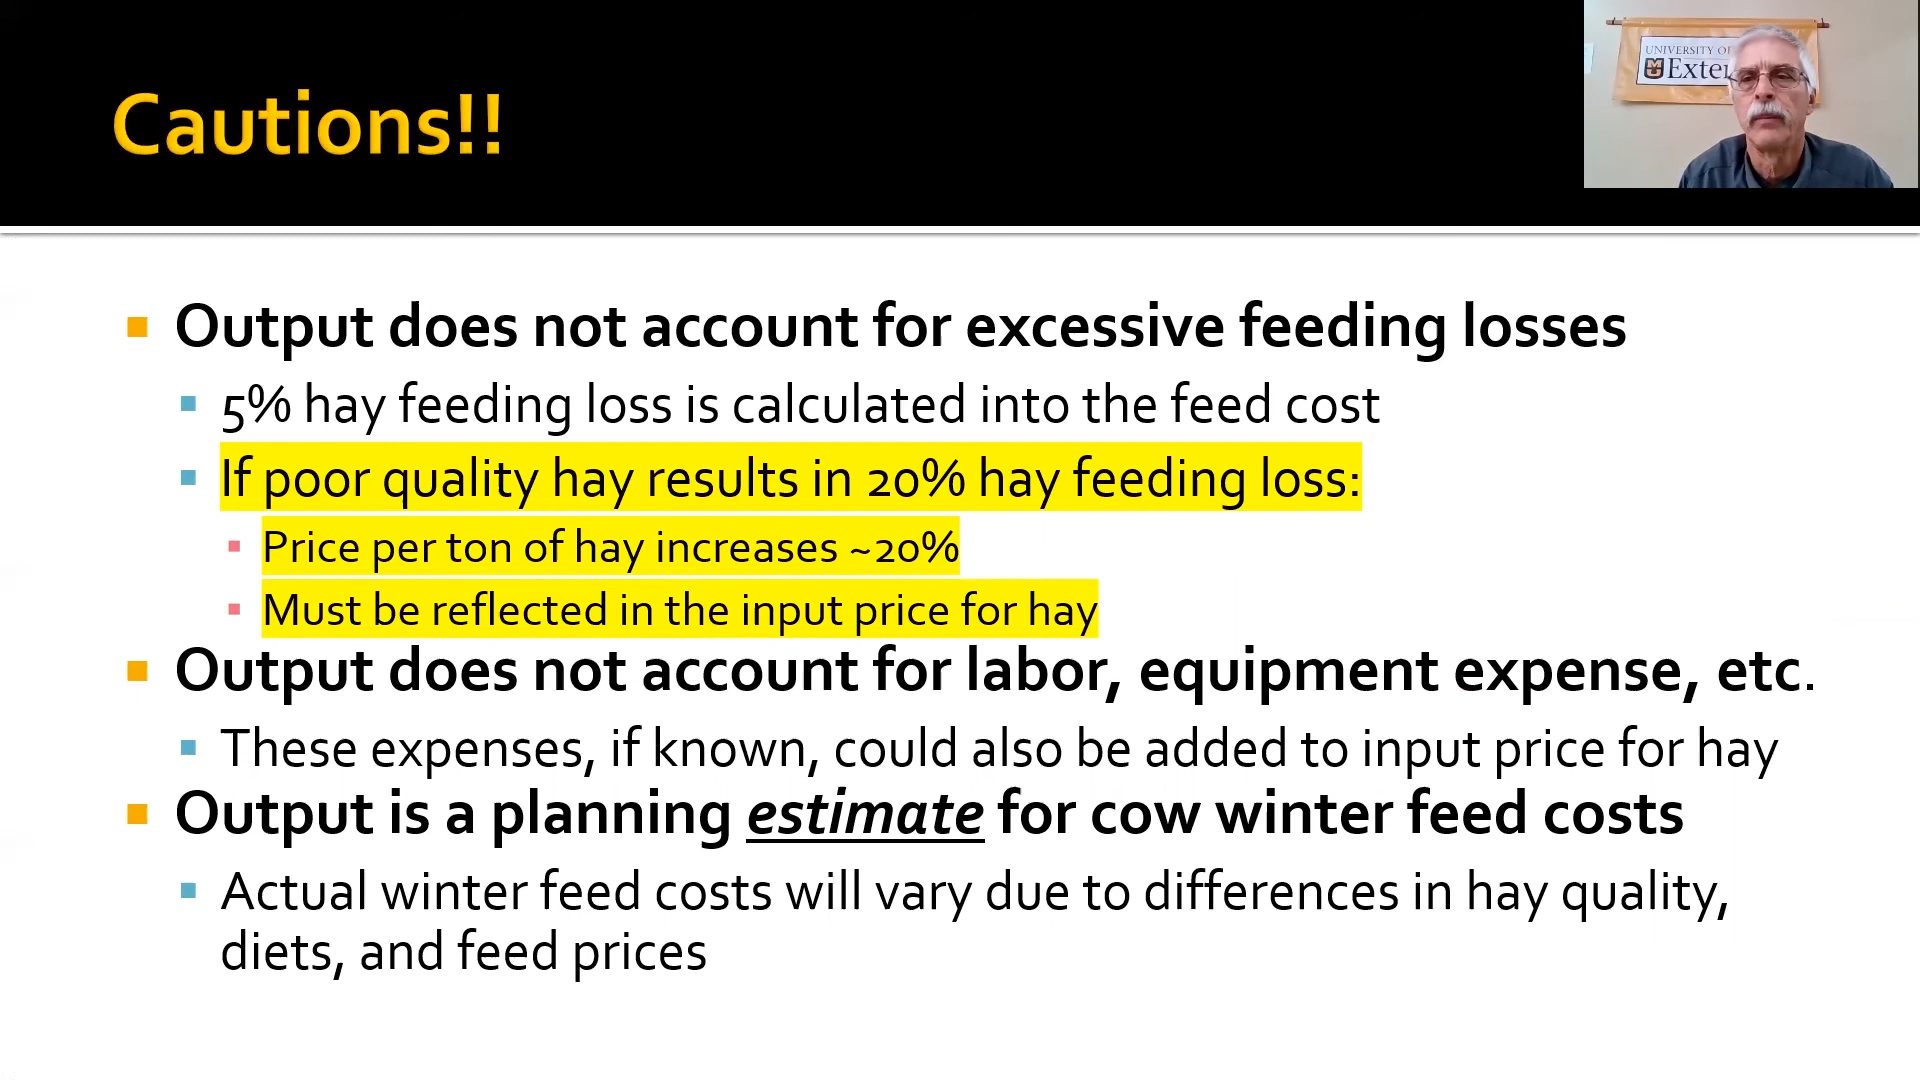 Cautions!!
UNIVERSITY OF
Exte
Output does not account for excessive feeding losses
5% hay feeding loss is calculated into the feed cost
If poor quality hay results in 20% hay feeding loss:
Price per ton of hay increases ~20%
Must be reflected in the input price for hay
Output does not account for labor, equipment expense, etc.
These expenses, if known, could also be added to input price for hay
Output is a planning estimate for cow winter feed costs
Actual winter feed costs will vary due to differences in hay quality,
diets, and feed prices